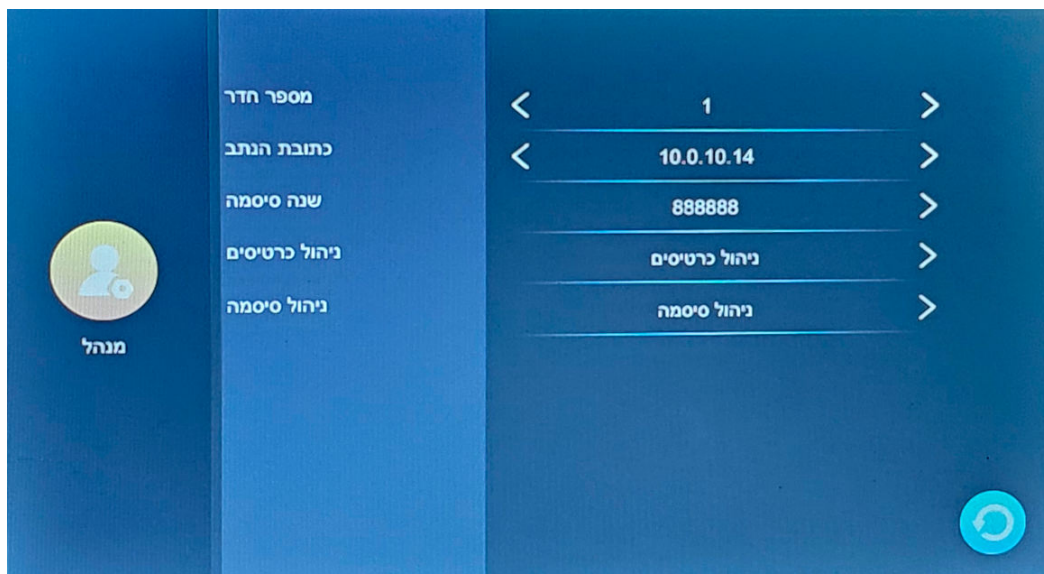 מספר חדר
1
כתובת הנתב
10.0.10.14
שנה סיסמה
888888
ניהול כרטיסים
ניהול כרטיסים
ניהול סיסמה
ניהול סיסמה
מנהל